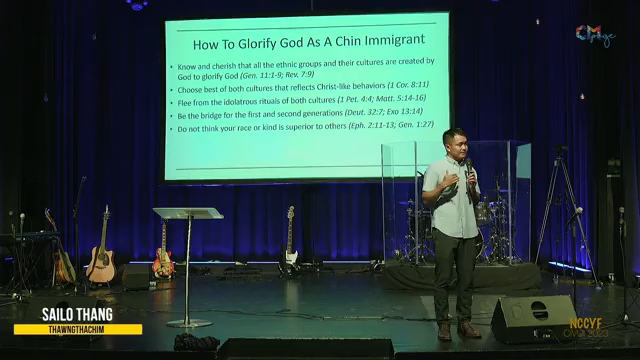 How To Glorify God As A Chin Immigrant
• Know and cherish that all the ethnic groups and their cultures are created by
God to glorify God (Gen. 11:1-9; Rev. 7:9)
• Choose best of both cultures that reflects Christ-like behaviors (1 Cor. 8:11)
• Flee from the idolatrous rituals of both cultures (1 Pet. 4:4; Matt. 5:14-16)
• Be the bridge for the first and second generations (Deut. 32:7; Exo 13:14)
• Do not think your race or kind is superior to others (Eph. 2:11-13; Gen. 1:27)
SAILO THANG
THAWNGTHACHIM
NCCYF